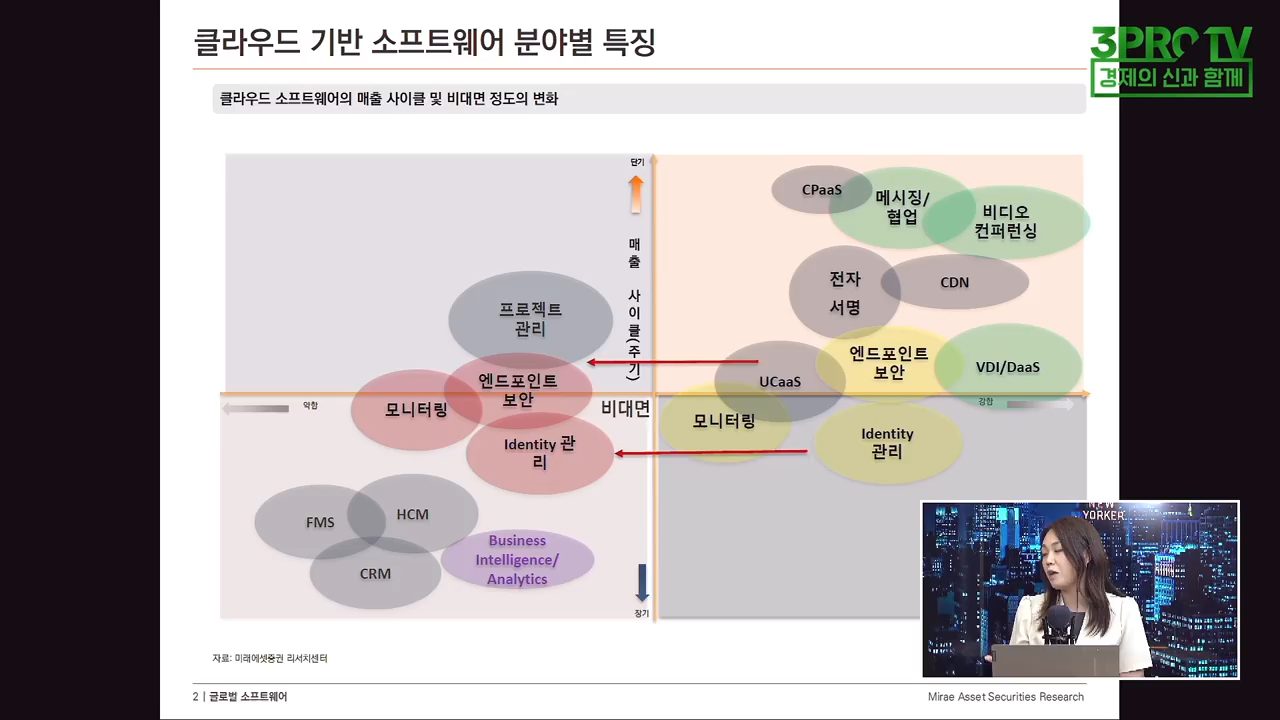 클라우드 기반 소프트웨어 분야별 특징
3PRO TV
경제의 신과 함께
클라우드 소프트웨어의 매출 사이클 및 비대면 정도의 변화
단기
매출 사이클(주기)
CPaaS
메시징/
협업
비디오
컨퍼런싱
전자
서명
CDN
프로젝트
관리
엔드포인트
보안
VDI/DaaS
UCaaS
엔드포인트
보안
모니터링
약함
비대면
강함
모니터링
Identity
관리
Identity 관
리
FMS
HCM
CRM
Business
Intelligence/
Analytics
장기
NEW
YORKER
자료: 미래에셋증권 리서치센터
2 | 글로벌 소프트웨어
Mirae Asset Securities Research